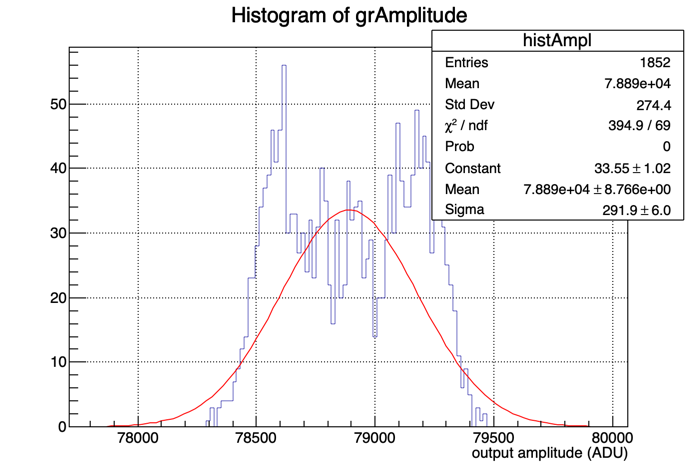 Histogram of grAmplitude
histAmpl
Entries 1852
Mean 7.889e+04
Std Dev 274.4
χ² / ndf 394.9 / 69
Prob 0
Constant 33.55 ± 1.02
Mean 7.889e+04 ± 8.766e+00
Sigma 291.9 ± 6.0
50
40
30
20
10
0
78000 78500 79000 79500 80000
output amplitude (ADU)